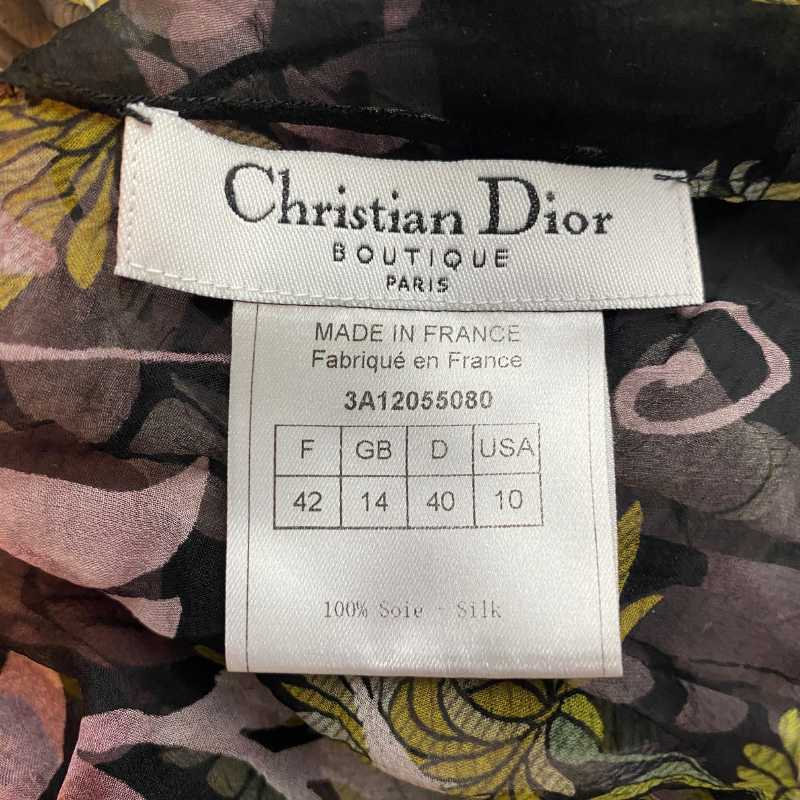 Christian Dior
BOUTIQUE
PARIS
MADE IN FRANCE
Fabriqué en France
3A12055080
F GB D USA
42 14 40 10
100% Soie - Silk